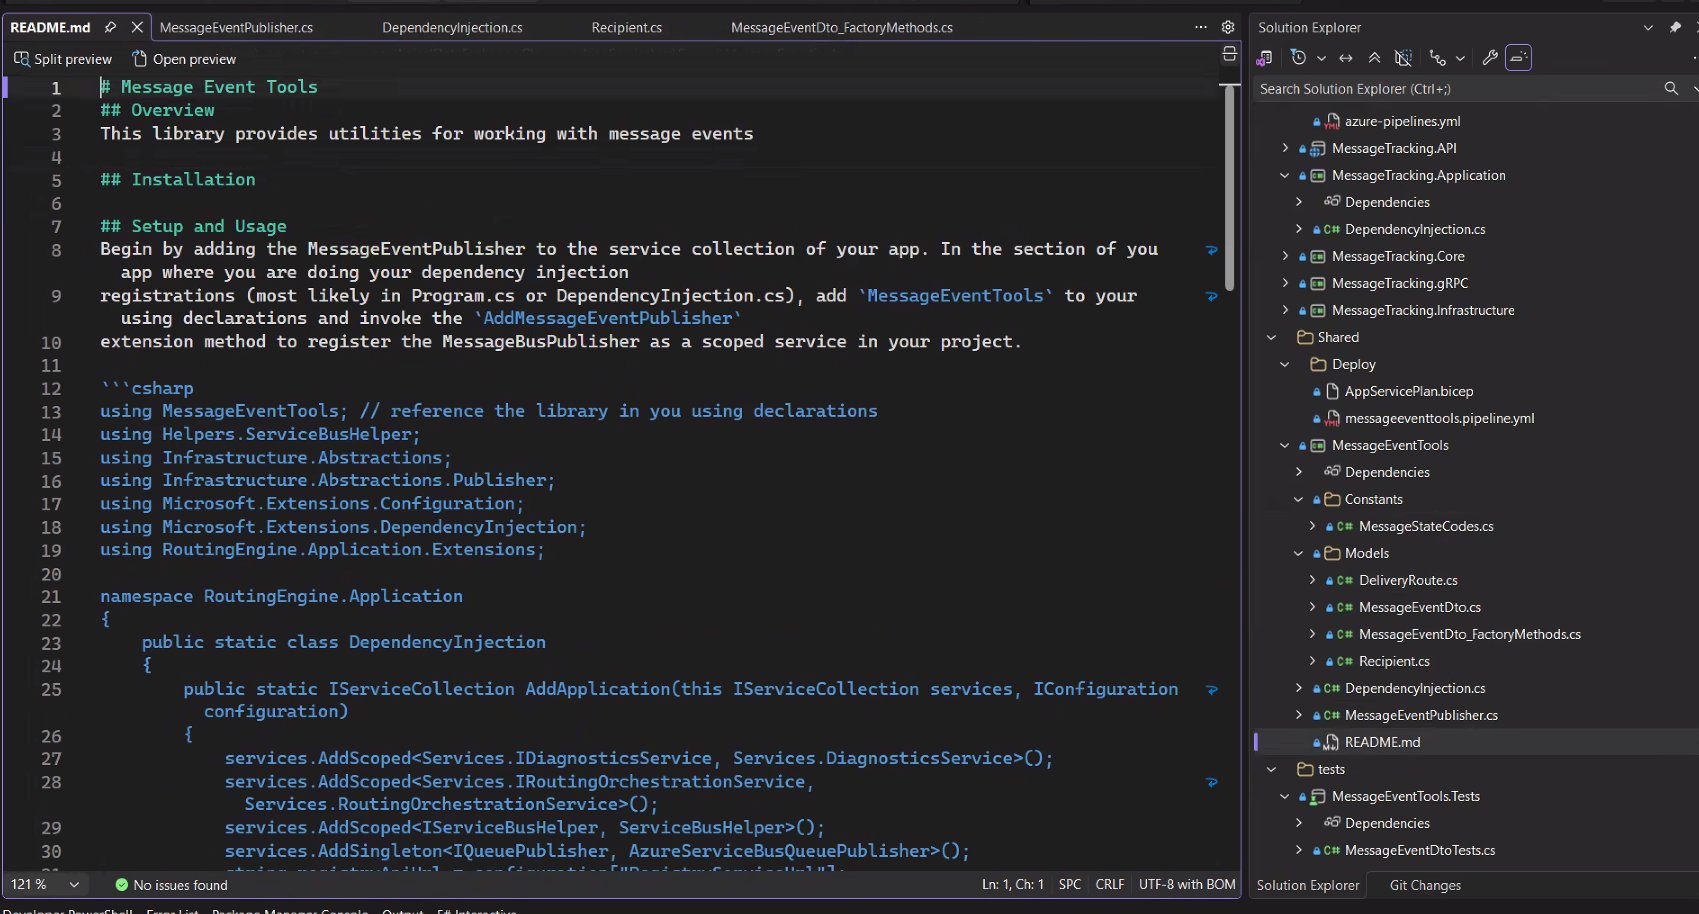 README.md
MessageEventPublisher.cs
DependencyInjection.cs
Recipient.cs
MessageEventDto_FactoryMethods.cs
Split preview
Open preview
1 # Message Event Tools
2 ## Overview
3 This library provides utilities for working with message events
4
5 ## Installation
6
7 ## Setup and Usage
8 Begin by adding the MessageEventPublisher to the service collection of your app. In the section of you
app where you are doing your dependency injection
9 registrations (most likely in Program.cs or DependencyInjection.cs), add `MessageEventTools` to your
using declarations and invoke the `AddMessageEventPublisher`
10 extension method to register the MessageBusPublisher as a scoped service in your project.
11
12 ```csharp
13 using MessageEventTools; // reference the library in you using declarations
14 using Helpers.ServiceBusHelper;
15 using Infrastructure.Abstractions;
16 using Infrastructure.Abstractions.Publisher;
17 using Microsoft.Extensions.Configuration;
18 using Microsoft.Extensions.DependencyInjection;
19 using RoutingEngine.Application.Extensions;
20
21 namespace RoutingEngine.Application
22 {
23 public static class DependencyInjection
24 {
25 public static IServiceCollection AddApplication(this IServiceCollection services, IConfiguration
configuration)
26 {
27 services.AddScoped<Services.IDiagnosticsService, Services.DiagnosticsService>();
28 services.AddScoped<Services.IRoutingOrchestrationService,
Services.RoutingOrchestrationService>();
29 services.AddScoped<IServiceBusHelper, ServiceBusHelper>();
30 services.AddSingleton<IQueuePublisher, AzureServiceBusQueuePublisher>();
121 %
No issues found
Ln: 1, Ch: 1
SPC
CRLF
UTF-8 with BOM
Solution Explorer
Search Solution Explorer (Ctrl+;)
azure-pipelines.yml
MessageTracking.API
MessageTracking.Application
Dependencies
C# DependencyInjection.cs
MessageTracking.Core
MessageTracking.gRPC
MessageTracking.Infrastructure
Shared
Deploy
AppServicePlan.bicep
messageeventtools.pipeline.yml
MessageEventTools
Dependencies
Constants
C# MessageStateCodes.cs
Models
C# DeliveryRoute.cs
C# MessageEventDto.cs
C# MessageEventDto_FactoryMethods.cs
C# Recipient.cs
C# DependencyInjection.cs
C# MessageEventPublisher.cs
README.md
tests
MessageEventTools.Tests
Dependencies
C# MessageEventDtoTests.cs
Solution Explorer
Git Changes